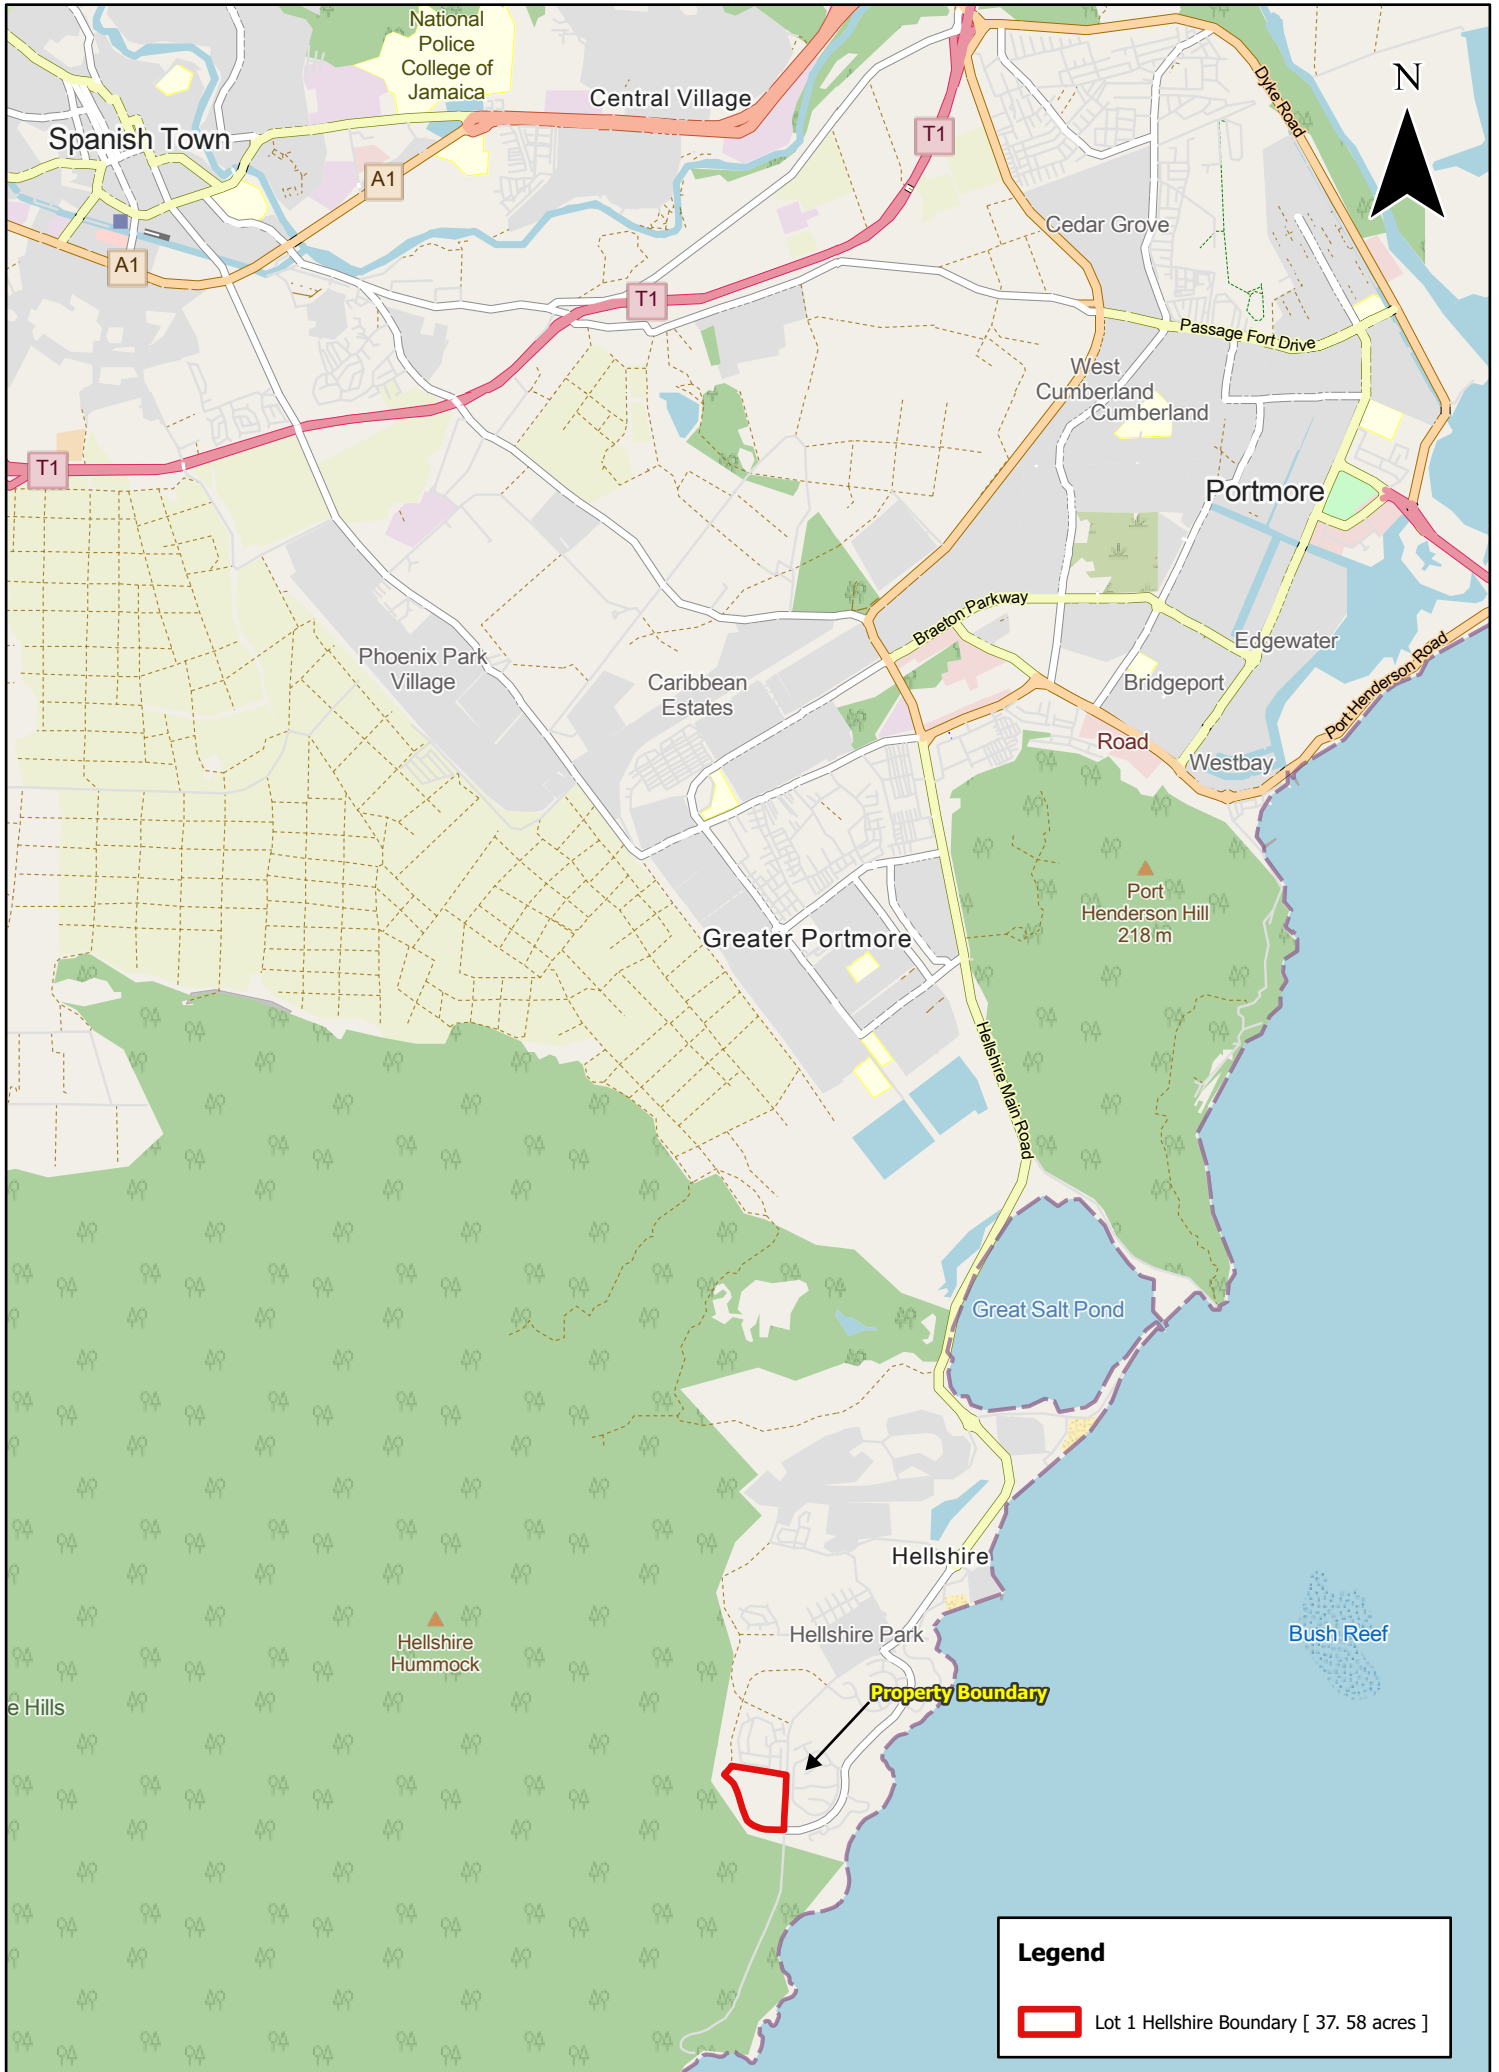 National
Police
College of
Jamaica
Central Village
N
Dyke Road
Spanish Town
T1
A1
Cedar Grove
A1
T1
Passage Fort Drive
West
Cumberland
Cumberland
T1
Portmore
Braeton Parkway
Edgewater
Phoenix Park
Village
Caribbean
Estates
Bridgeport
Port Henderson Road
Road
Westbay
Port
Henderson Hill
218 m
Greater Portmore
Hellshire Main Road
Great Salt Pond
Hellshire
Hellshire Park
Bush Reef
Hellshire
Hummock
Property Boundary
e Hills
Legend
Lot 1 Hellshire Boundary [ 37. 58 acres ]